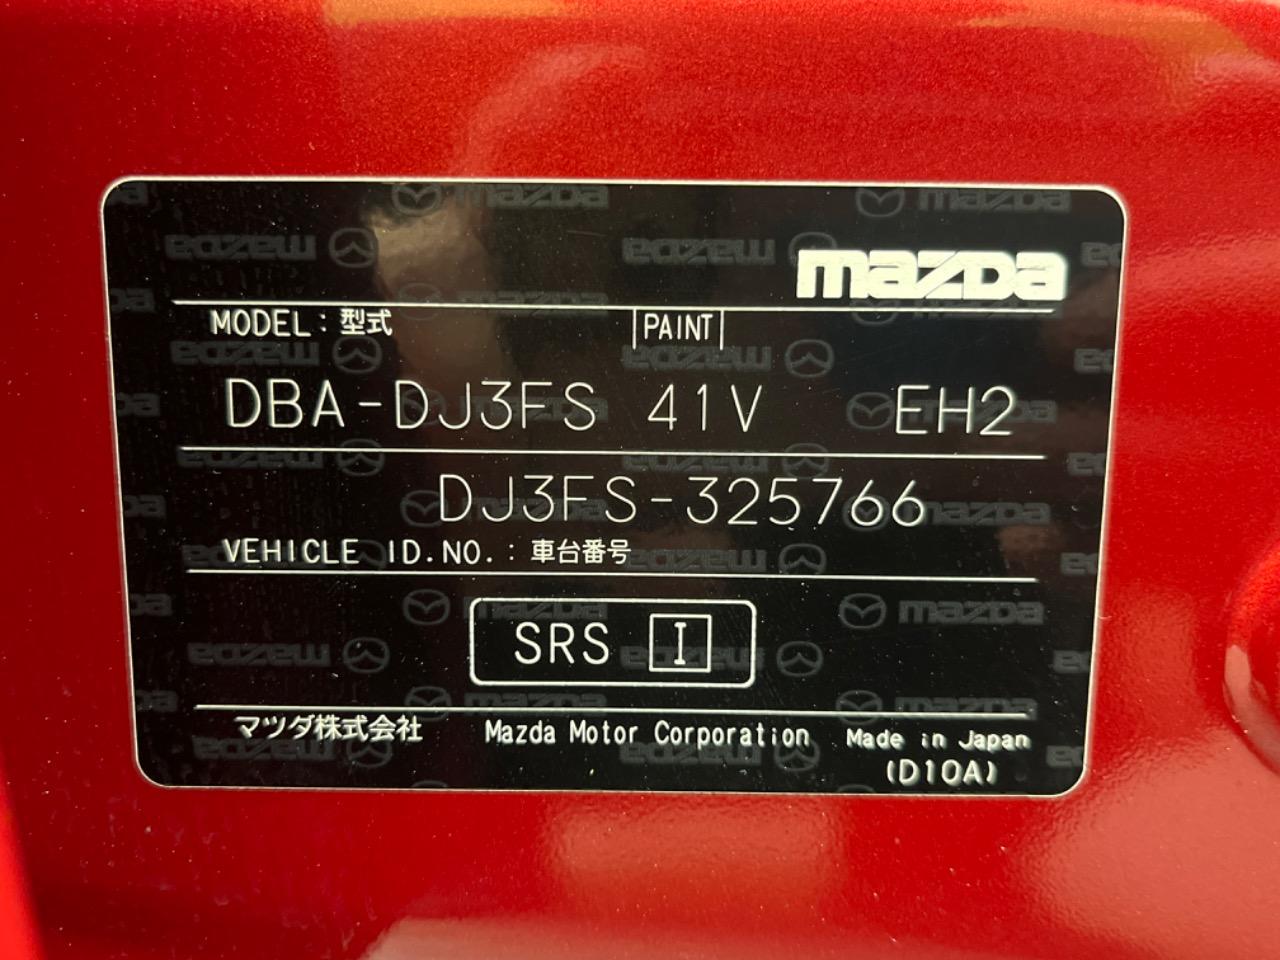 mazda
MODEL : 型式 PAINT
DBA-DJ3FS 41V EH2
DJ3FS-325766
VEHICLE ID.NO. : 車台番号
SRS I
マツダ株式会社 Mazda Motor Corporation Made in Japan
(D10A)